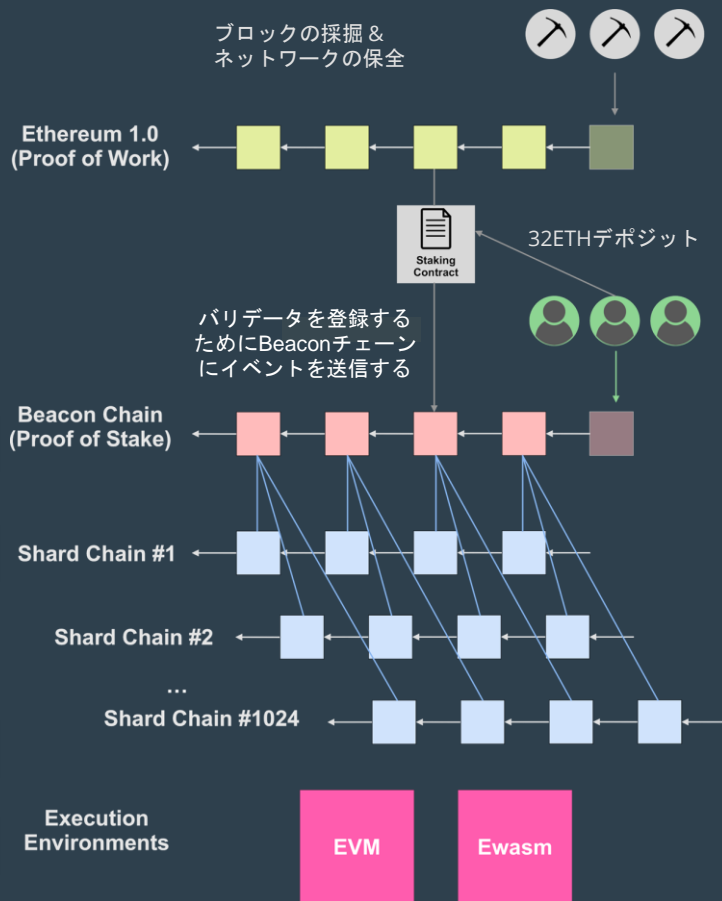 ブロックの採掘&
ネットワークの保全
Ethereum 1.0
(Proof of Work)
Staking
Contract
32ETHデポジット
バリデータを登録する
ためにBeaconチェーン
にイベントを送信する
Beacon Chain
(Proof of Stake)
Shard Chain #1
Shard Chain #2
...
Shard Chain #1024
Execution
Environments
EVM
Ewasm